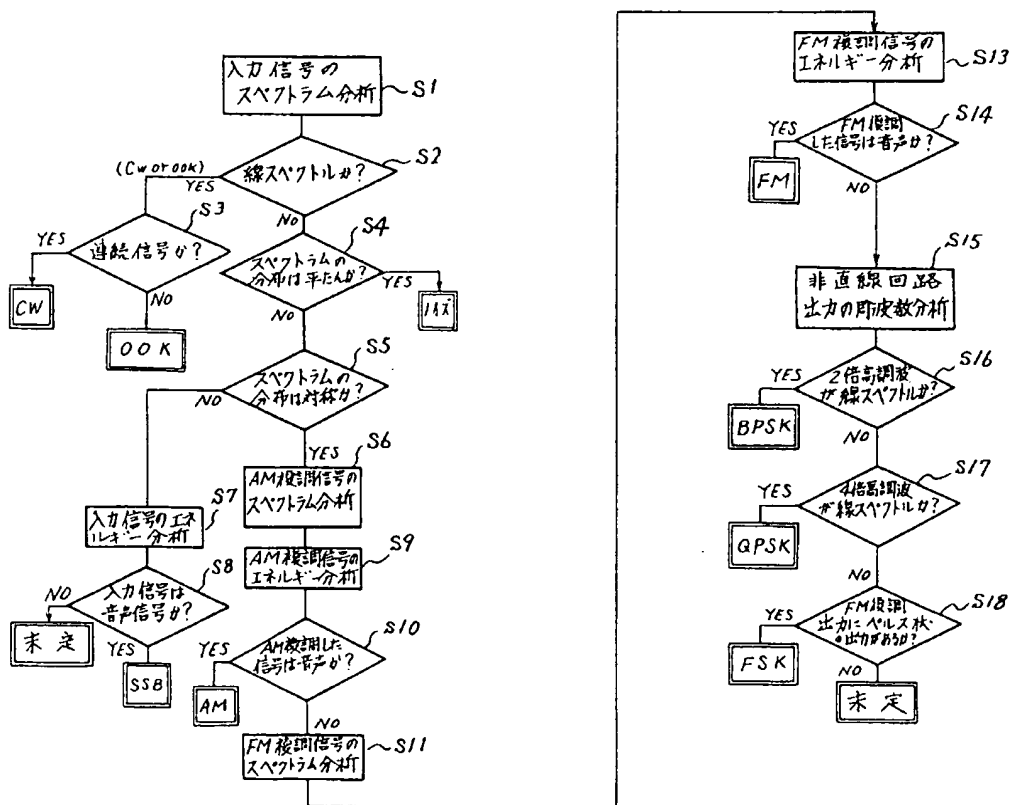 入力信号の
スペクトラム分析
S1
線スペクトルか?
S2
(CW or OOK)
YES
NO
連続信号か?
S3
YES
CW
NO
OOK
スペクトラムの
分布は平たんか?
S4
YES
ノイズ
NO
スペクトラムの
分布は対称か?
S5
NO
YES
AM復調信号の
スペクトラム分析
S6
入力信号のエネ
ルギー分析
S7
入力信号は
音声信号か?
S8
NO
未定
YES
SSB
AM復調信号の
エネルギー分析
S9
AM復調した
信号は音声か?
S10
YES
AM
NO
FM復調信号の
スペクトラム分析
S11
FM復調信号の
エネルギー分析
S13
FM復調
した信号は音声か?
S14
YES
FM
NO
非直線回路
出力の周波数分析
S15
2倍高調波
が線スペクトルか?
S16
YES
BPSK
NO
4倍高調波
が線スペクトルか?
S17
YES
QPSK
NO
FM復調
出力にペルス状
の出力があるか?
S18
YES
FSK
NO
未定